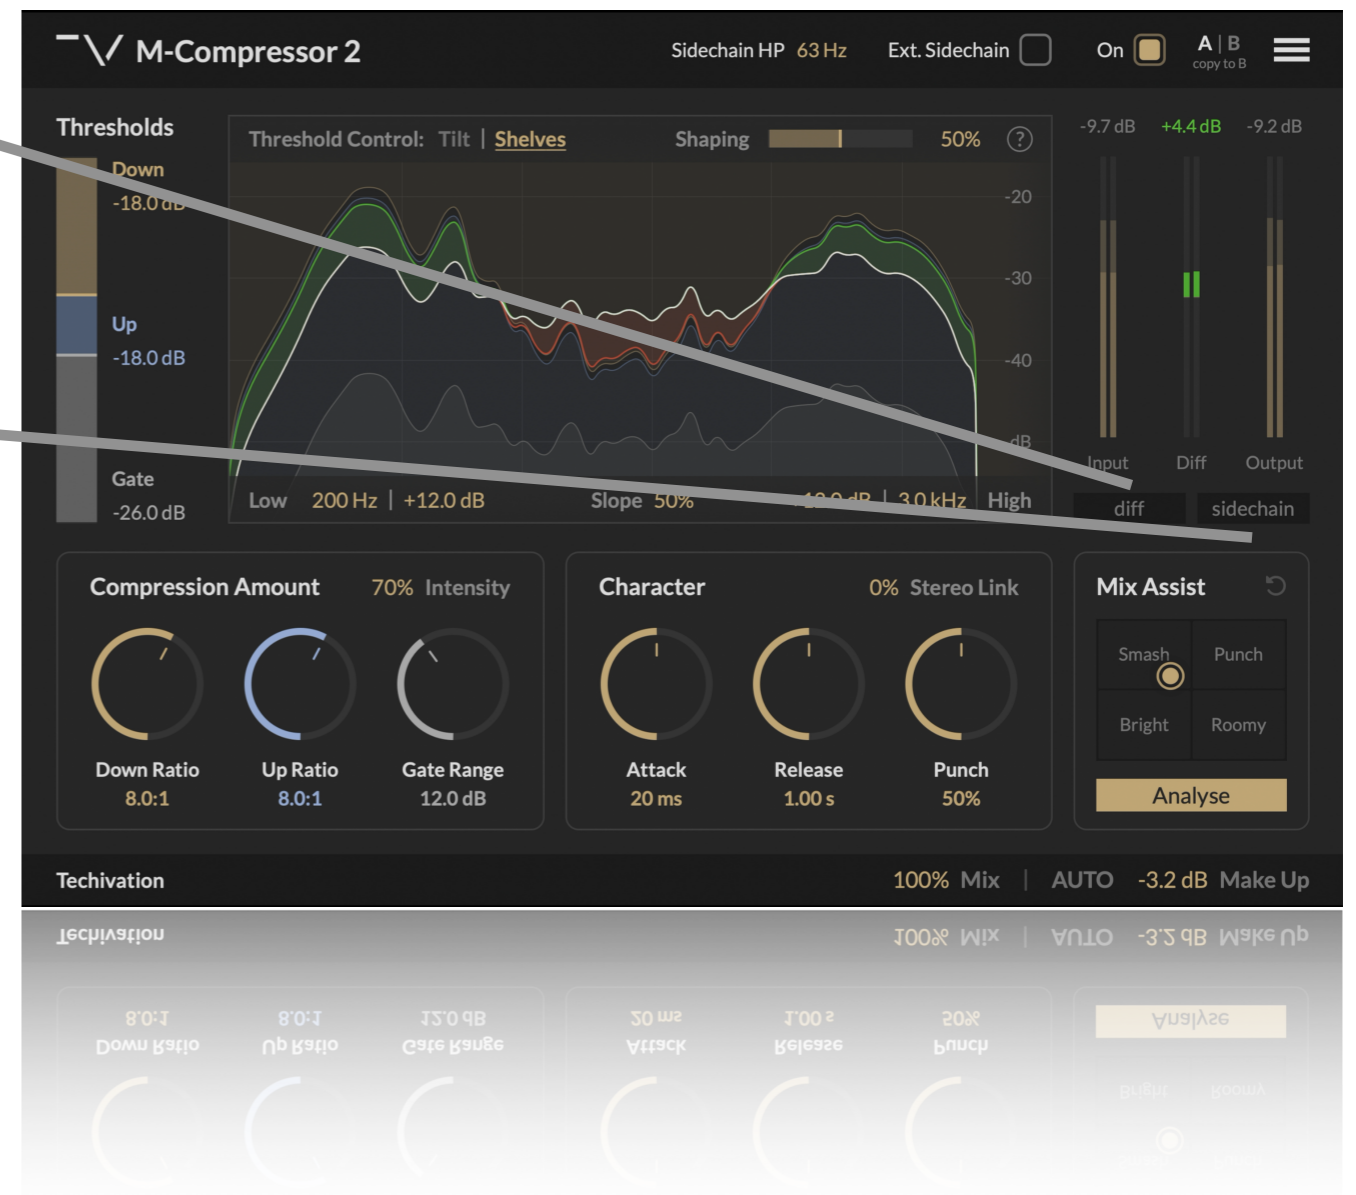 M-Compressor 2
Sidechain HP 63 Hz
Ext. Sidechain
On
A | B
copy to B
Thresholds
Down
-18.0 dB
Up
-18.0 dB
Gate
-26.0 dB
Threshold Control: Tilt | Shelves
Shaping 50% ?
-20
-30
-40
dB
Low 200 Hz | +12.0 dB
Slope 50%
3.0 kHz High
-9.7 dB +4.4 dB -9.2 dB
Input Diff Output
diff sidechain
Compression Amount 70% Intensity
Down Ratio Up Ratio Gate Range
8.0:1 8.0:1 12.0 dB
Character 0% Stereo Link
Attack Release Punch
20 ms 1.00 s 50%
Mix Assist
Smash Punch
Bright Roomy
Analyse
Techivation
100% Mix | AUTO -3.2 dB Make Up